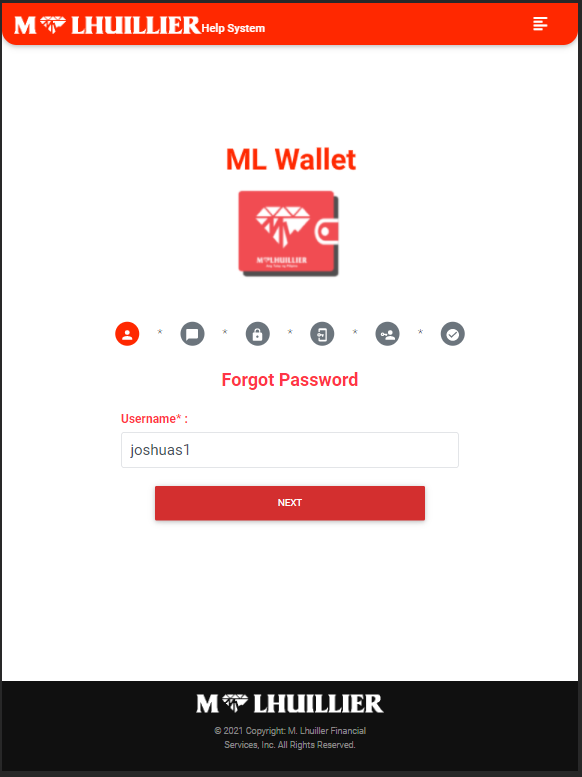 M LHUILLIER Help System
ML Wallet
M LHUILLIER
* * * * *
Forgot Password
Username* :
joshuas1
NEXT
M LHUILLIER
© 2021 Copyright: M. Lhuiller Financial
Services, Inc. All Rights Reserved.